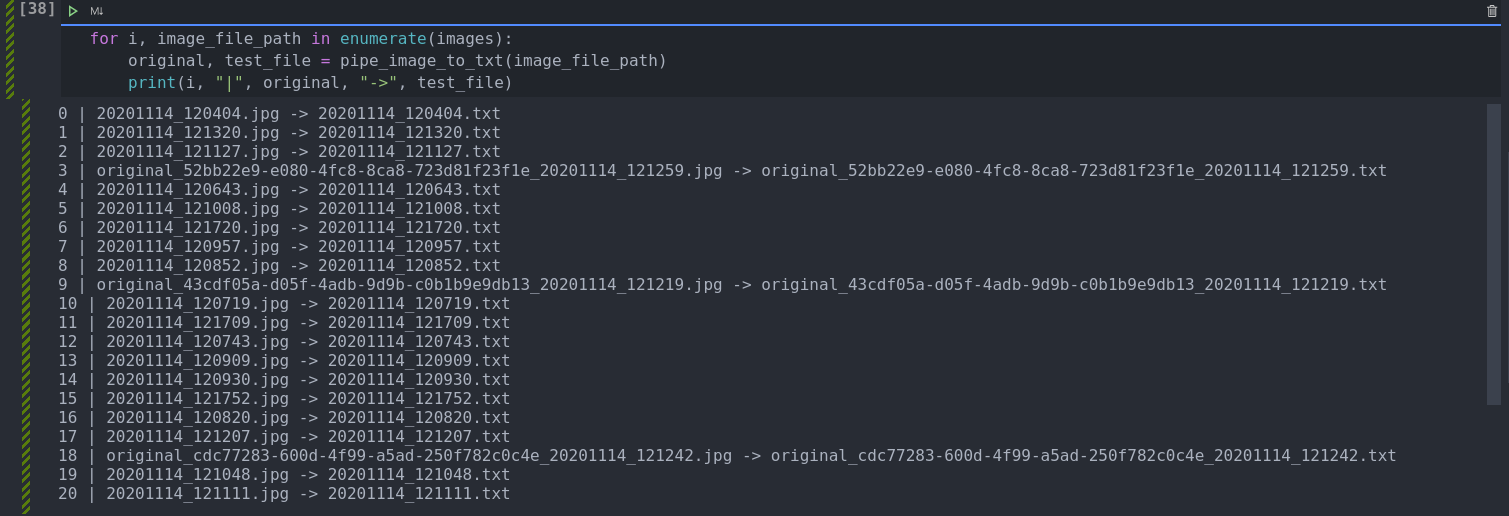 [38] M↓
for i, image_file_path in enumerate(images):
original, test_file = pipe_image_to_txt(image_file_path)
print(i, "|", original, "->", test_file)
0 | 20201114_120404.jpg -> 20201114_120404.txt
1 | 20201114_121320.jpg -> 20201114_121320.txt
2 | 20201114_121127.jpg -> 20201114_121127.txt
3 | original_52bb22e9-e080-4fc8-8ca8-723d81f23f1e_20201114_121259.jpg -> original_52bb22e9-e080-4fc8-8ca8-723d81f23f1e_20201114_121259.txt
4 | 20201114_120643.jpg -> 20201114_120643.txt
5 | 20201114_121008.jpg -> 20201114_121008.txt
6 | 20201114_121720.jpg -> 20201114_121720.txt
7 | 20201114_120957.jpg -> 20201114_120957.txt
8 | 20201114_120852.jpg -> 20201114_120852.txt
9 | original_43cdf05a-d05f-4adb-9d9b-c0b1b9e9db13_20201114_121219.jpg -> original_43cdf05a-d05f-4adb-9d9b-c0b1b9e9db13_20201114_121219.txt
10 | 20201114_120719.jpg -> 20201114_120719.txt
11 | 20201114_121709.jpg -> 20201114_121709.txt
12 | 20201114_120743.jpg -> 20201114_120743.txt
13 | 20201114_120909.jpg -> 20201114_120909.txt
14 | 20201114_120930.jpg -> 20201114_120930.txt
15 | 20201114_121752.jpg -> 20201114_121752.txt
16 | 20201114_120820.jpg -> 20201114_120820.txt
17 | 20201114_121207.jpg -> 20201114_121207.txt
18 | original_cdc77283-600d-4f99-a5ad-250f782c0c4e_20201114_121242.jpg -> original_cdc77283-600d-4f99-a5ad-250f782c0c4e_20201114_121242.txt
19 | 20201114_121048.jpg -> 20201114_121048.txt
20 | 20201114_121111.jpg -> 20201114_121111.txt